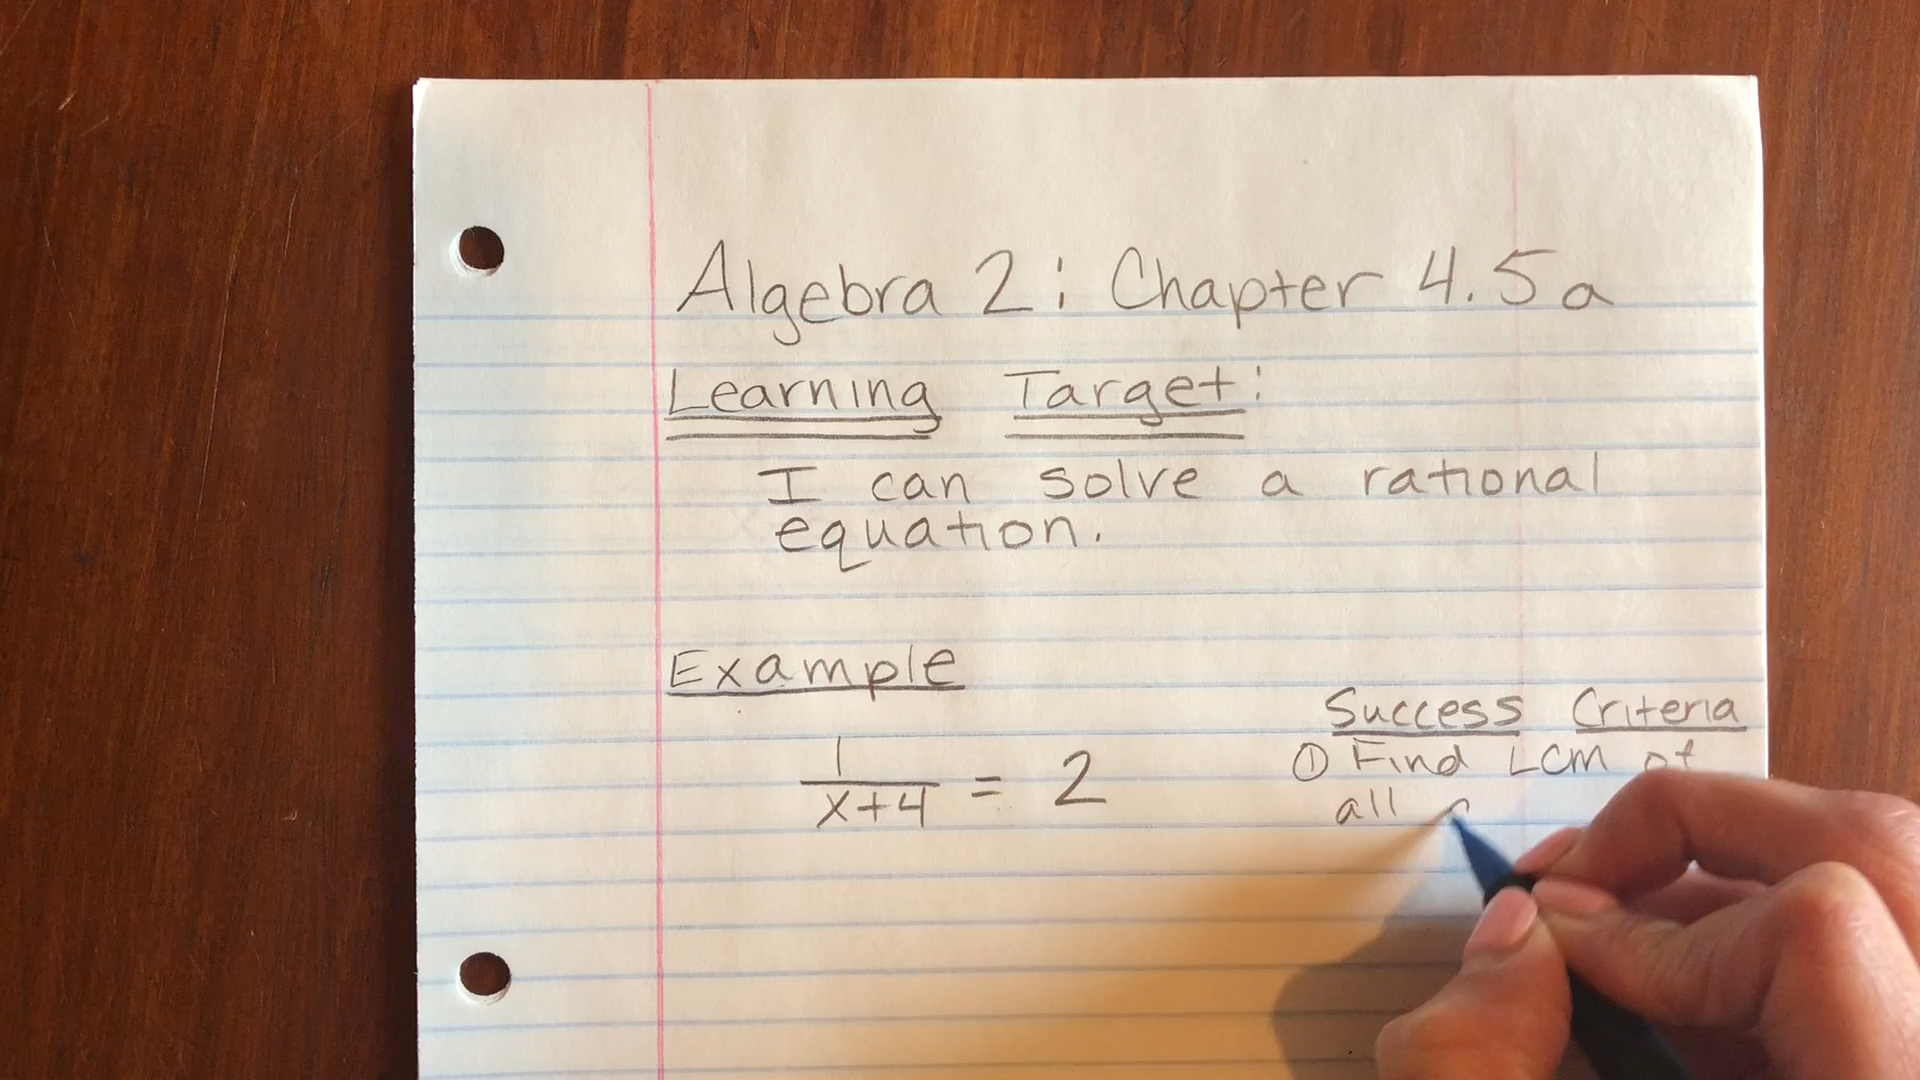 Algebra 2: Chapter 4.5a
Learning Target:
I can solve a rational
equation.
Example
Success Criteria
1/x+4 = 2
① Find LCM of
all